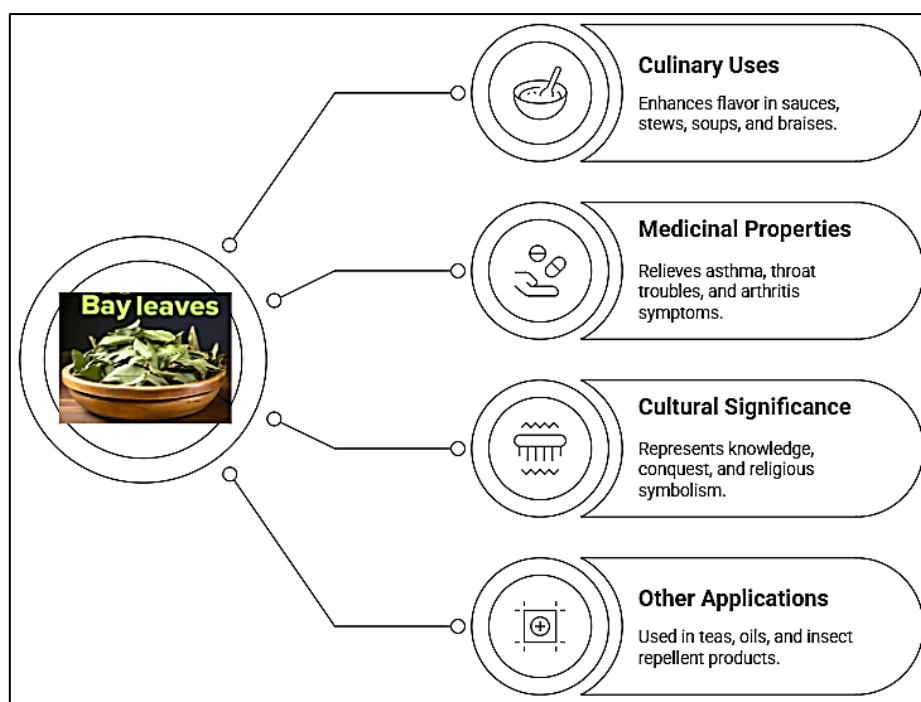 Bay leaves
Culinary Uses
Enhances flavor in sauces,
stews, soups, and braises.
Medicinal Properties
Relieves asthma, throat
troubles, and arthritis
symptoms.
Cultural Significance
Represents knowledge,
conquest, and religious
symbolism.
Other Applications
Used in teas, oils, and insect
repellent products.